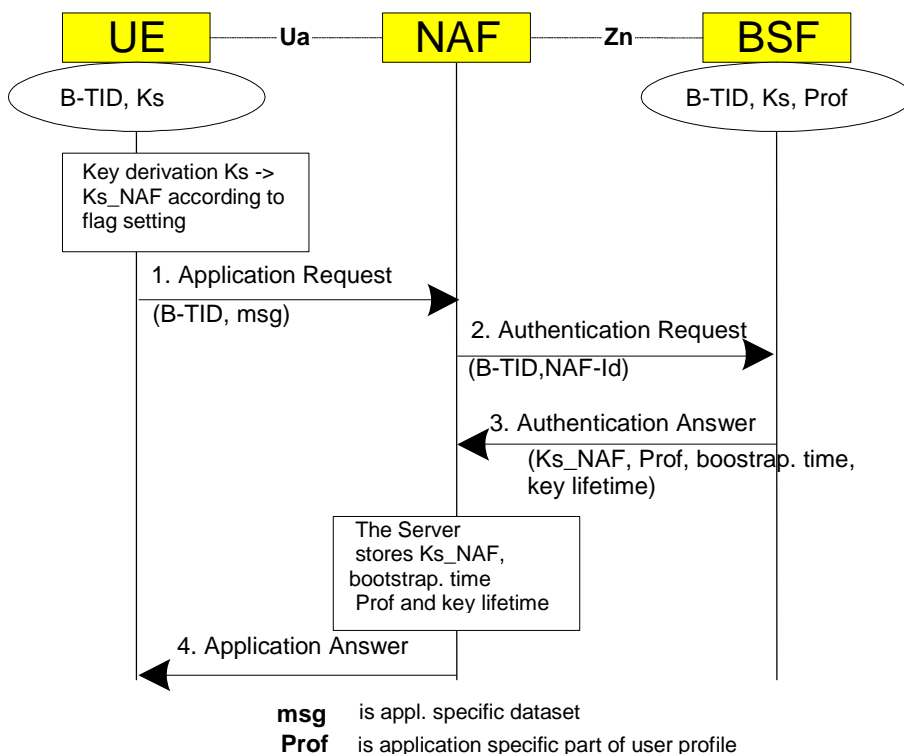 UE Ua NAF Zn BSF
B-TID, Ks
B-TID, Ks, Prof
Key derivation Ks ->
Ks_NAF according to
flag setting
1. Application Request
(B-TID, msg)
2. Authentication Request
(B-TID,NAF-Id)
3. Authentication Answer
(Ks_NAF, Prof, boostrap. time,
key lifetime)
The Server
stores Ks_NAF,
bootstrap. time
Prof and key lifetime
4. Application Answer
msg is appl. specific dataset
Prof is application specific part of user profile